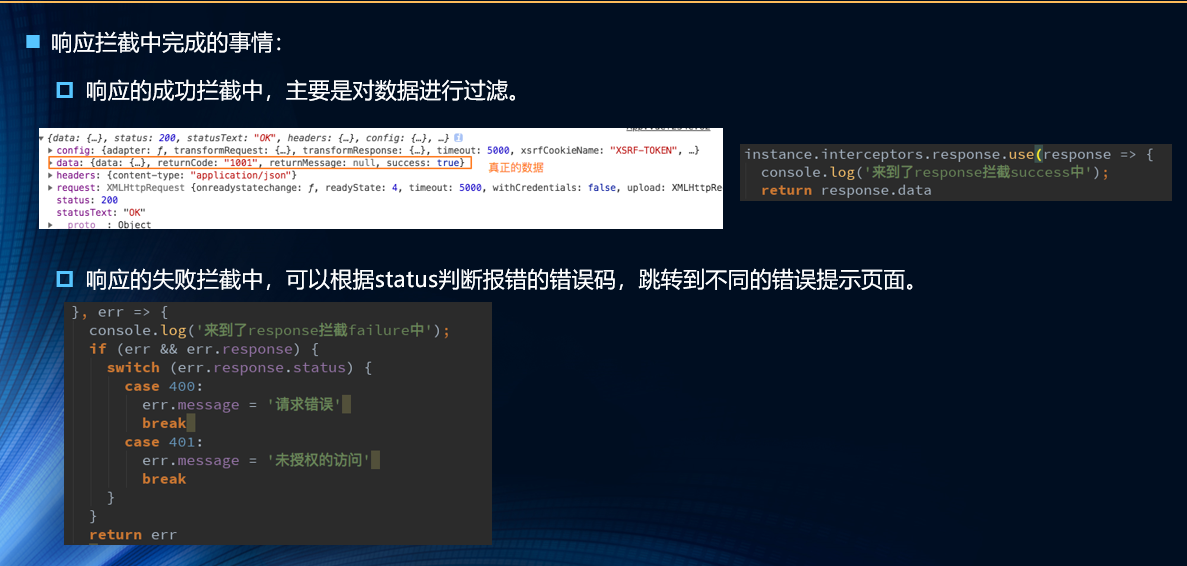 响应拦截中完成的事情：
响应的成功拦截中，主要是对数据进行过滤。
{data: {…}, status: 200, statusText: "OK", headers: {…}, config: {…}, …}
config: {adapter: ƒ, transformRequest: {…}, transformResponse: {…}, timeout: 5000, xsrfCookieName: "XSRF-TOKEN", …}
data: {data: {…}, returnCode: "1001", returnMessage: null, success: true}
真正的数据
headers: {content-type: "application/json"}
request: XMLHttpRequest {onreadystatechange: ƒ, readyState: 4, timeout: 5000, withCredentials: false, upload: XMLHttpRe
status: 200
statusText: "OK"
proto : Object
instance.interceptors.response.use(response => {
console.log('来到了response拦截success中');
return response.data
响应的失败拦截中，可以根据status判断报错的错误码，跳转到不同的错误提示页面。
}, err => {
console.log('来到了response拦截failure中');
if (err && err.response) {
switch (err.response.status) {
case 400:
err.message = '请求错误'
break
case 401:
err.message = '未授权的访问'
break
}
}
return err